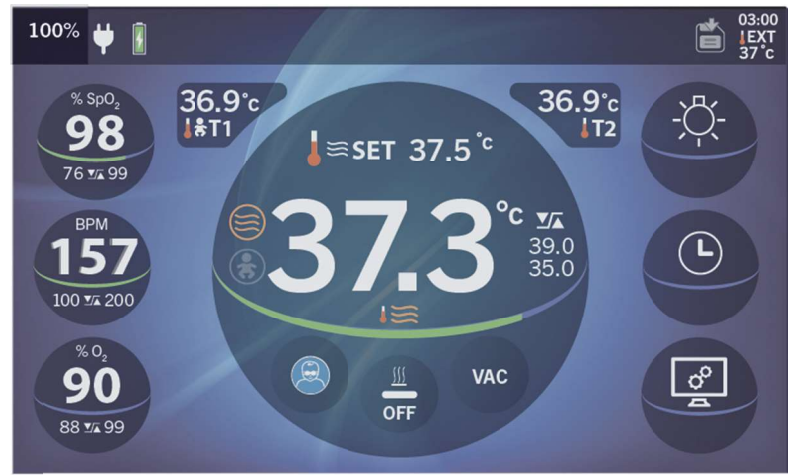 100%
03:00
EXT
37°c
% SpO₂
98
76 99
36.9°c
T1
36.9°c
T2
SET 37.5°c
37.3°c
39.0
35.0
BPM
157
100 200
% O₂
90
88 99
OFF
VAC